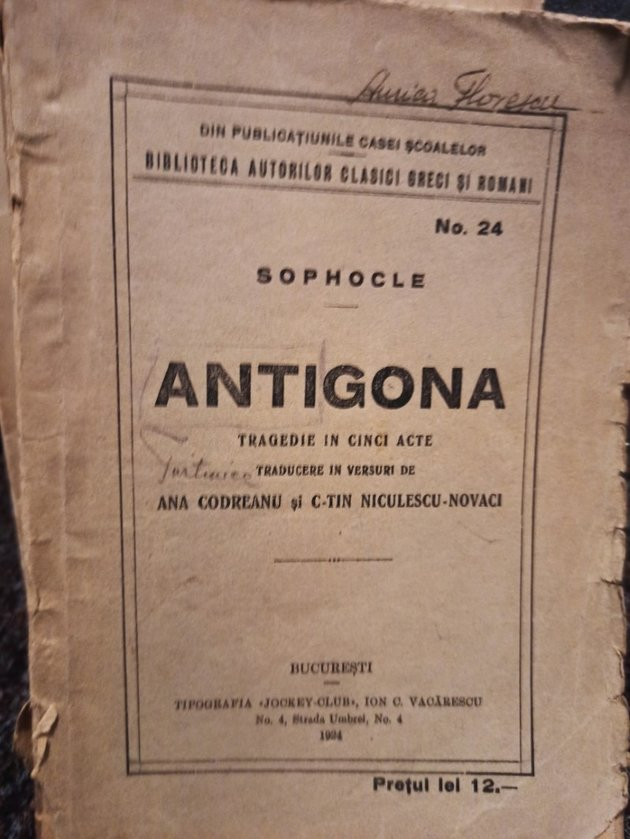 Florescu
DIN PUBLICAȚIUNILE CASEI ȘCOALELOR
BIBLIOTECA AUTORILOR CLASICI GRECI ȘI ROMANI
No. 24
SOPHOCLE
ANTIGONA
TRAGEDIE IN CINCI ACTE
TRADUCERE IN VERSURI DE
ANA CODREANU și C-TIN NICULESCU-NOVACI
BUCUREȘTI
TIPOGRAFIA «JOCKEY-CLUB», ION C. VACĂRESCU
No. 4, Strada Umbrei, No. 4
1924
Prețul lei 12.—